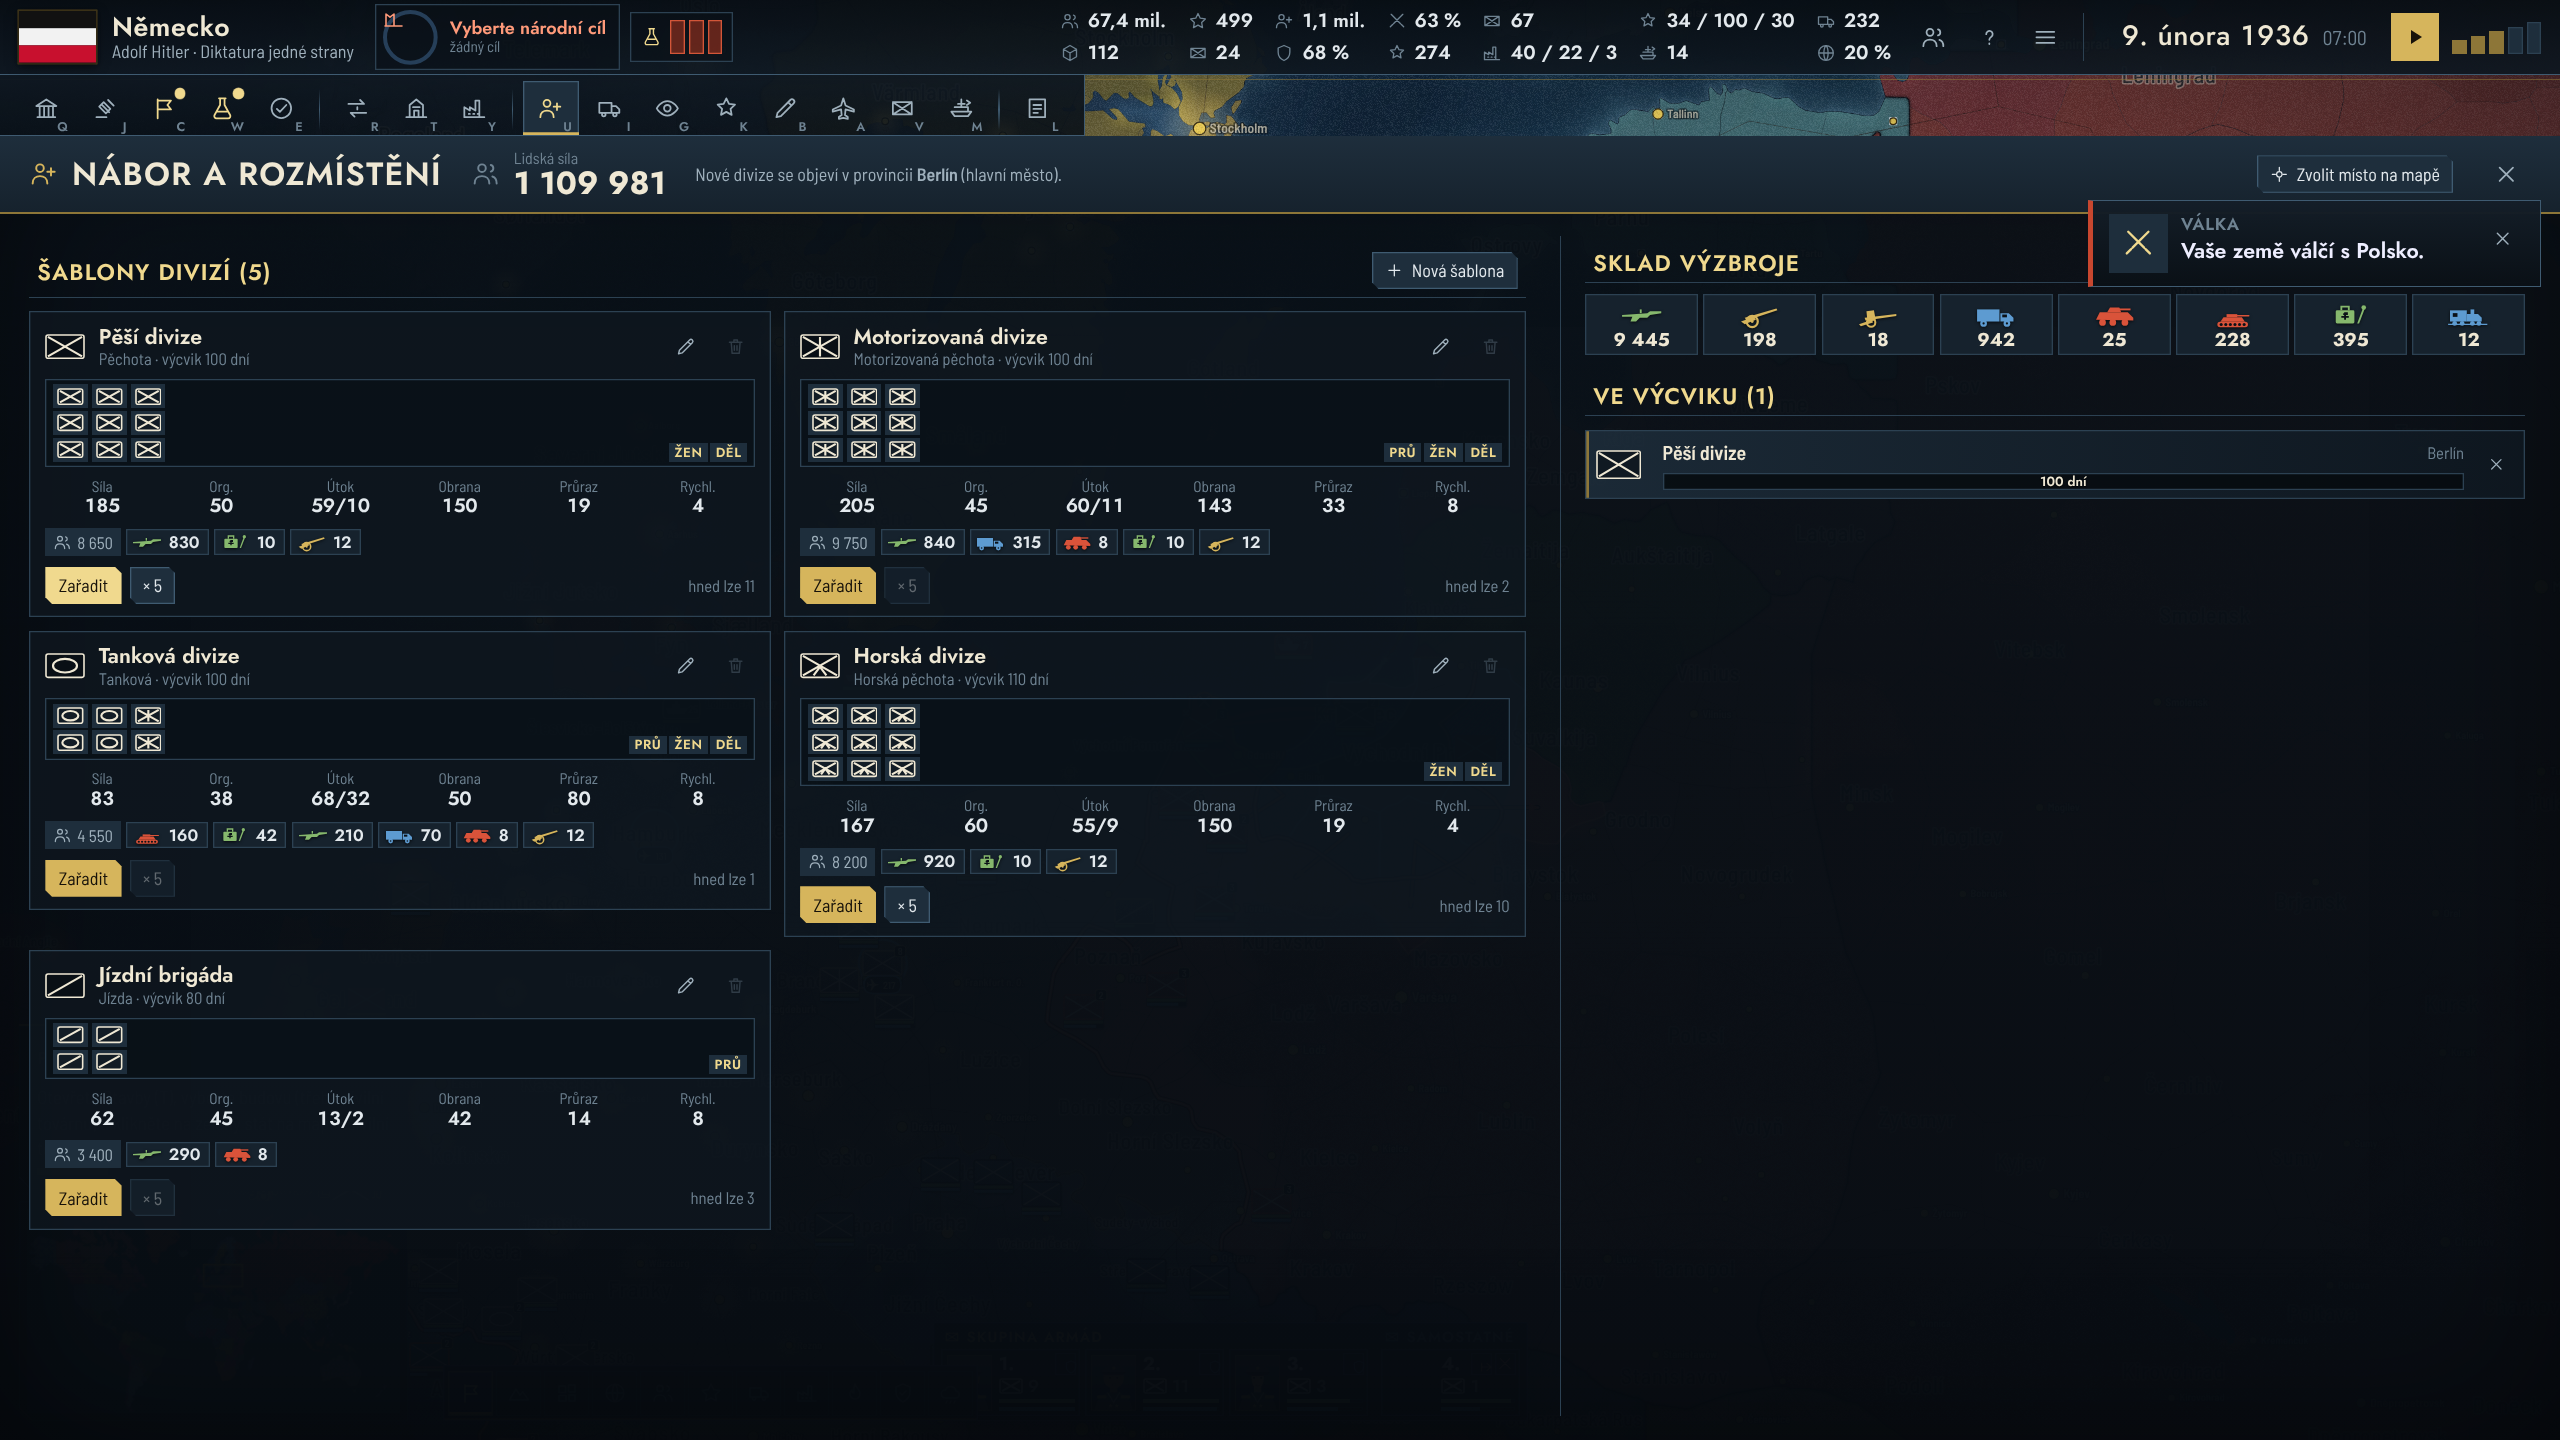 Německo
Adolf Hitler · Diktatura jedné strany
Vyberte národní cíl
žádný cíl
67,4 mil. 499 1,1 mil. 63 % 67 34 / 100 / 30 232
112 24 68 % 274 40 / 22 / 3 14 20 %
9. února 1936 07:00
Q J C W E R T Y U I G K B A V M L
Stockholm
Tallinn
Leningrad
NÁBOR A ROZMÍSTĚNÍ
Lidská síla
1 109 981
Nové divize se objeví v provincii Berlín (hlavní město).
Zvolit místo na mapě
VÁLKA
Vaše země válčí s Polsko.
ŠABLONY DIVIZÍ (5)
+ Nová šablona
Pěší divize
Pěchota · výcvik 100 dní
ŽEN DĚL
Síla Org. Útok Obrana Průraz Rychl.
185 50 59/10 150 19 4
8 650 830 10 12
Zařadit × 5 hned lze 11
Motorizovaná divize
Motorizovaná pěchota · výcvik 100 dní
PRŮ ŽEN DĚL
Síla Org. Útok Obrana Průraz Rychl.
205 45 60/11 143 33 8
9 750 840 315 8 10 12
Zařadit × 5 hned lze 2
Tanková divize
Tanková · výcvik 100 dní
PRŮ ŽEN DĚL
Síla Org. Útok Obrana Průraz Rychl.
83 38 68/32 50 80 8
4 550 160 42 210 70 8 12
Zařadit × 5 hned lze 1
Horská divize
Horská pěchota · výcvik 110 dní
ŽEN DĚL
Síla Org. Útok Obrana Průraz Rychl.
167 60 55/9 150 19 4
8 200 920 10 12
Zařadit × 5 hned lze 10
Jízdní brigáda
Jízda · výcvik 80 dní
PRŮ
Síla Org. Útok Obrana Průraz Rychl.
62 45 13/2 42 14 8
3 400 290 8
Zařadit × 5 hned lze 3
SKLAD VÝZBROJE
9 445 198 18 942 25 228 395 12
VE VÝCVIKU (1)
Pěší divize Berlín
100 dní